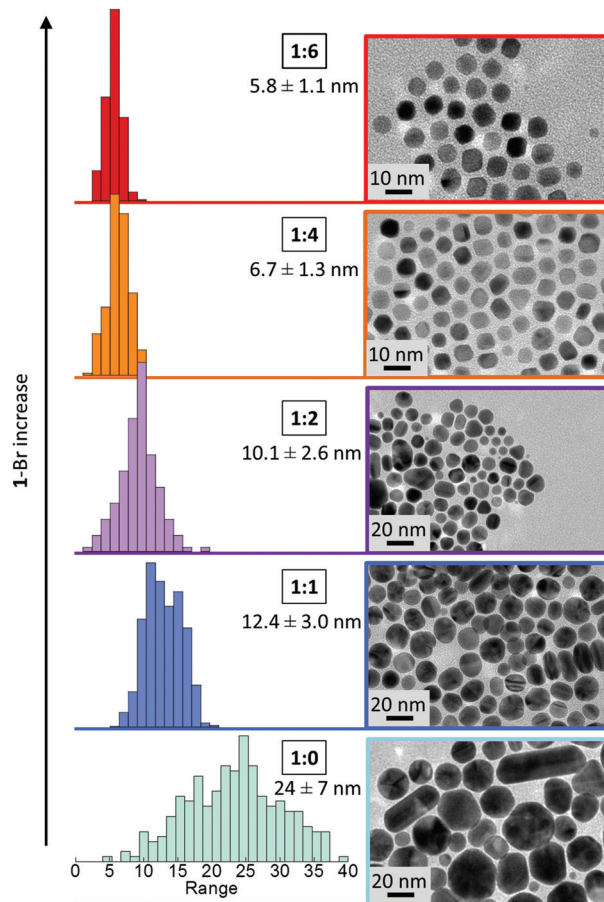 1-Br increase
1:6
5.8 ± 1.1 nm
10 nm
1:4
6.7 ± 1.3 nm
10 nm
1:2
10.1 ± 2.6 nm
20 nm
1:1
12.4 ± 3.0 nm
20 nm
1:0
24 ± 7 nm
20 nm
0 10 15 20 25 30 35 40
Range